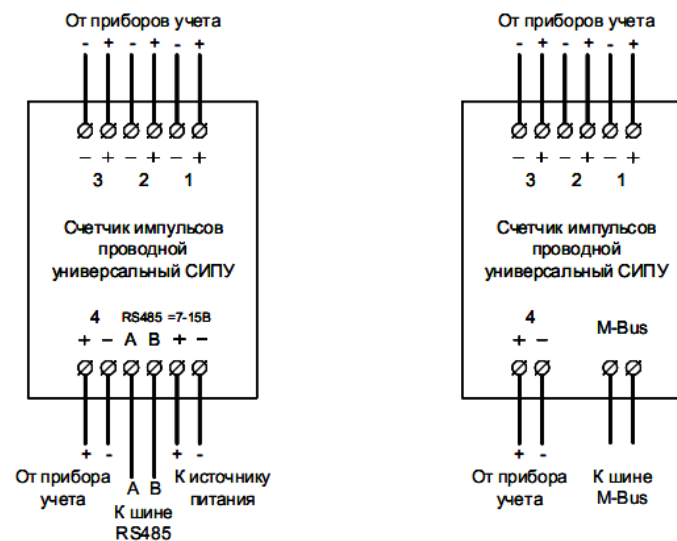 От приборов учета
- + - + - +
− + − + − +
3 2 1
Счетчик импульсов
проводной
универсальный СИПУ
4 RS485 =7-15В
+ − A B + −
+ - A B + -
От прибора
учета
К шине
RS485
К источнику
питания
От приборов учета
- + - + - +
− + − + − +
3 2 1
Счетчик импульсов
проводной
универсальный СИПУ
4 M-Bus
+ −
+ -
От прибора
учета
К шине
M-Bus